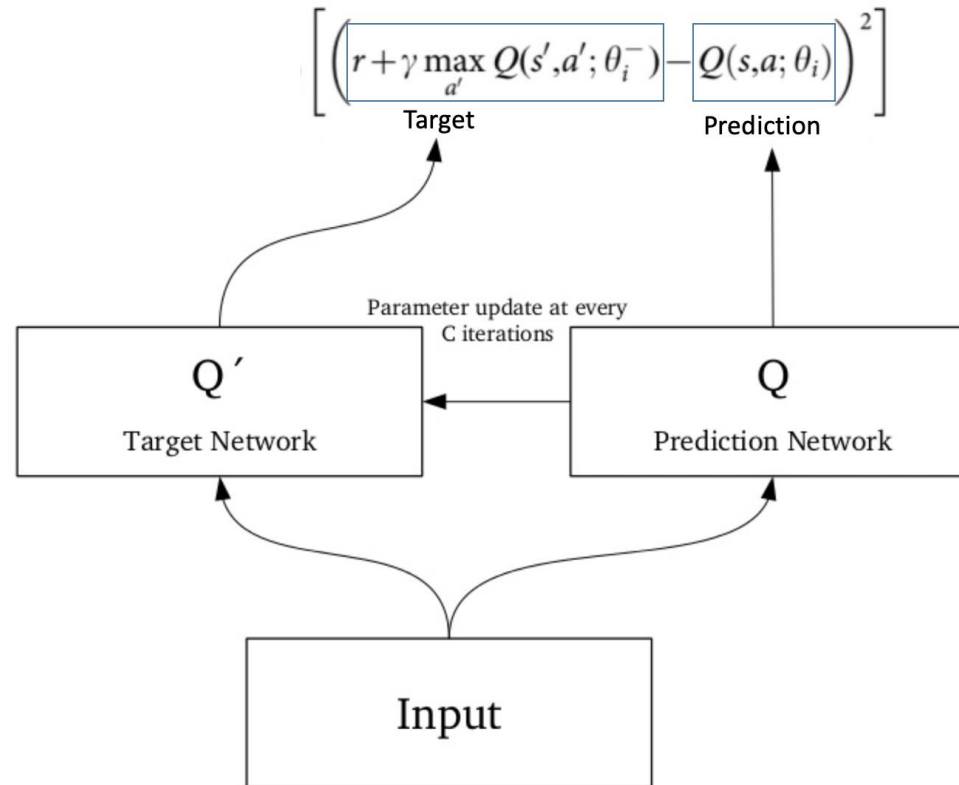 [(r + γ max_{a'} Q(s',a'; θ_i^-) − Q(s,a; θ_i))^2]
Target Prediction
Parameter update at every
C iterations
Q′ Q
Target Network Prediction Network
Input